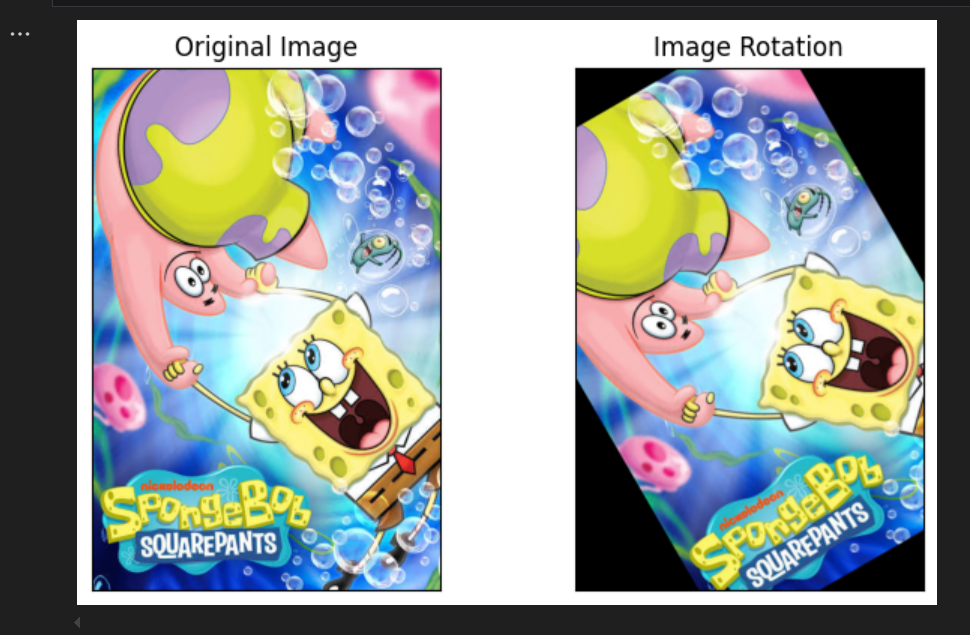 Original Image
Image Rotation
nickelodeon
SPONGEBOB
SQUAREPANTS
nickelodeon
SPONGEBOB
SQUAREPANTS